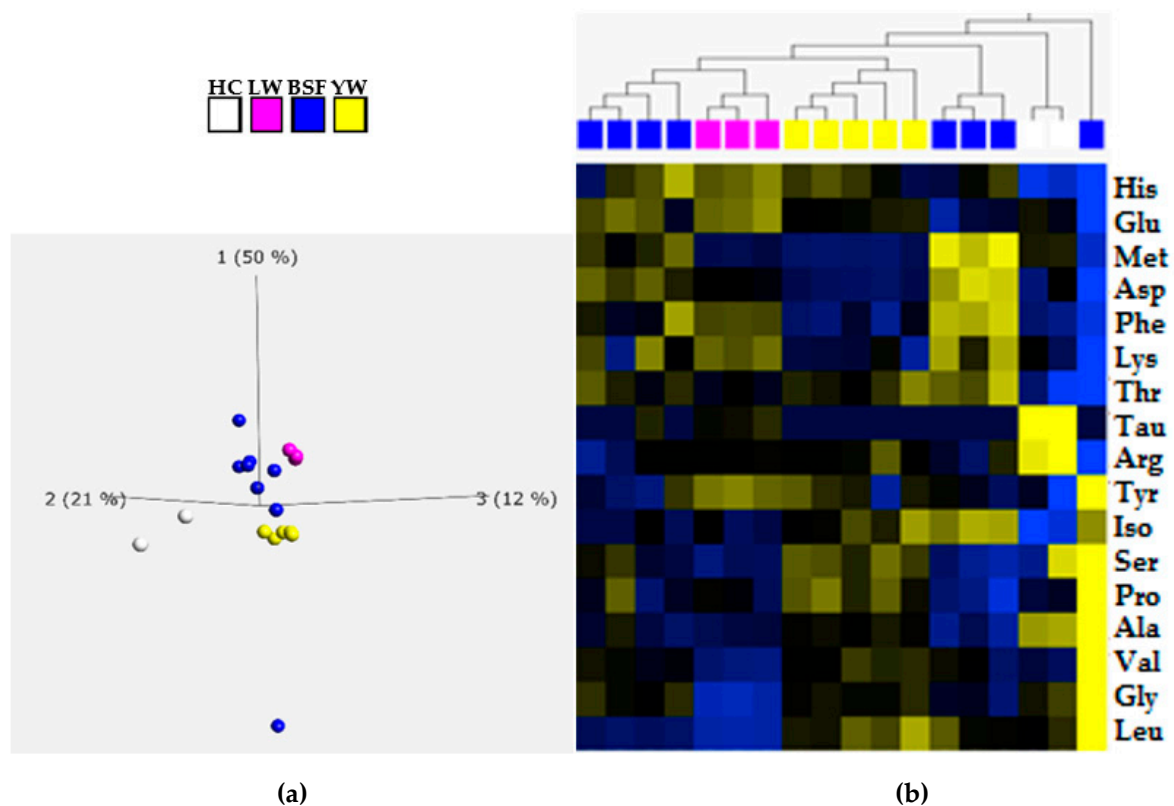 HC LW BSF YW
1 (50 %)
2 (21 %)
3 (12 %)
His
Glu
Met
Asp
Phe
Lys
Thr
Tau
Arg
Tyr
Iso
Ser
Pro
Ala
Val
Gly
Leu
(a)
(b)